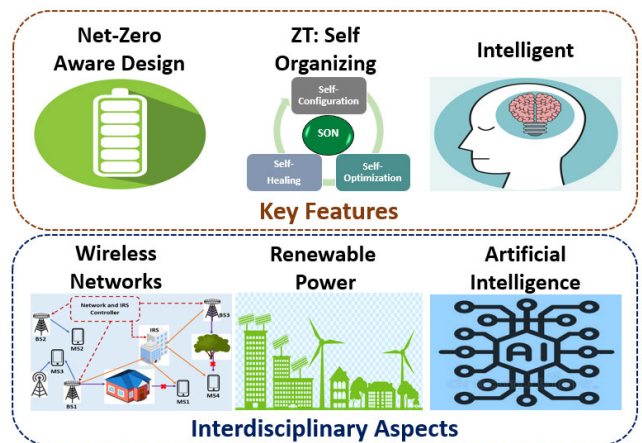 Net-Zero
Aware Design
ZT: Self
Organizing
Intelligent
Self-
Configuration
SON
Self-
Healing
Self-
Optimization
Key Features
Wireless
Networks
Renewable
Power
Artificial
Intelligence
Network and IRS
Controller
BS2
MS2
MS3
BS1
IRS
BS3
MS1
MS4
AI
Interdisciplinary Aspects